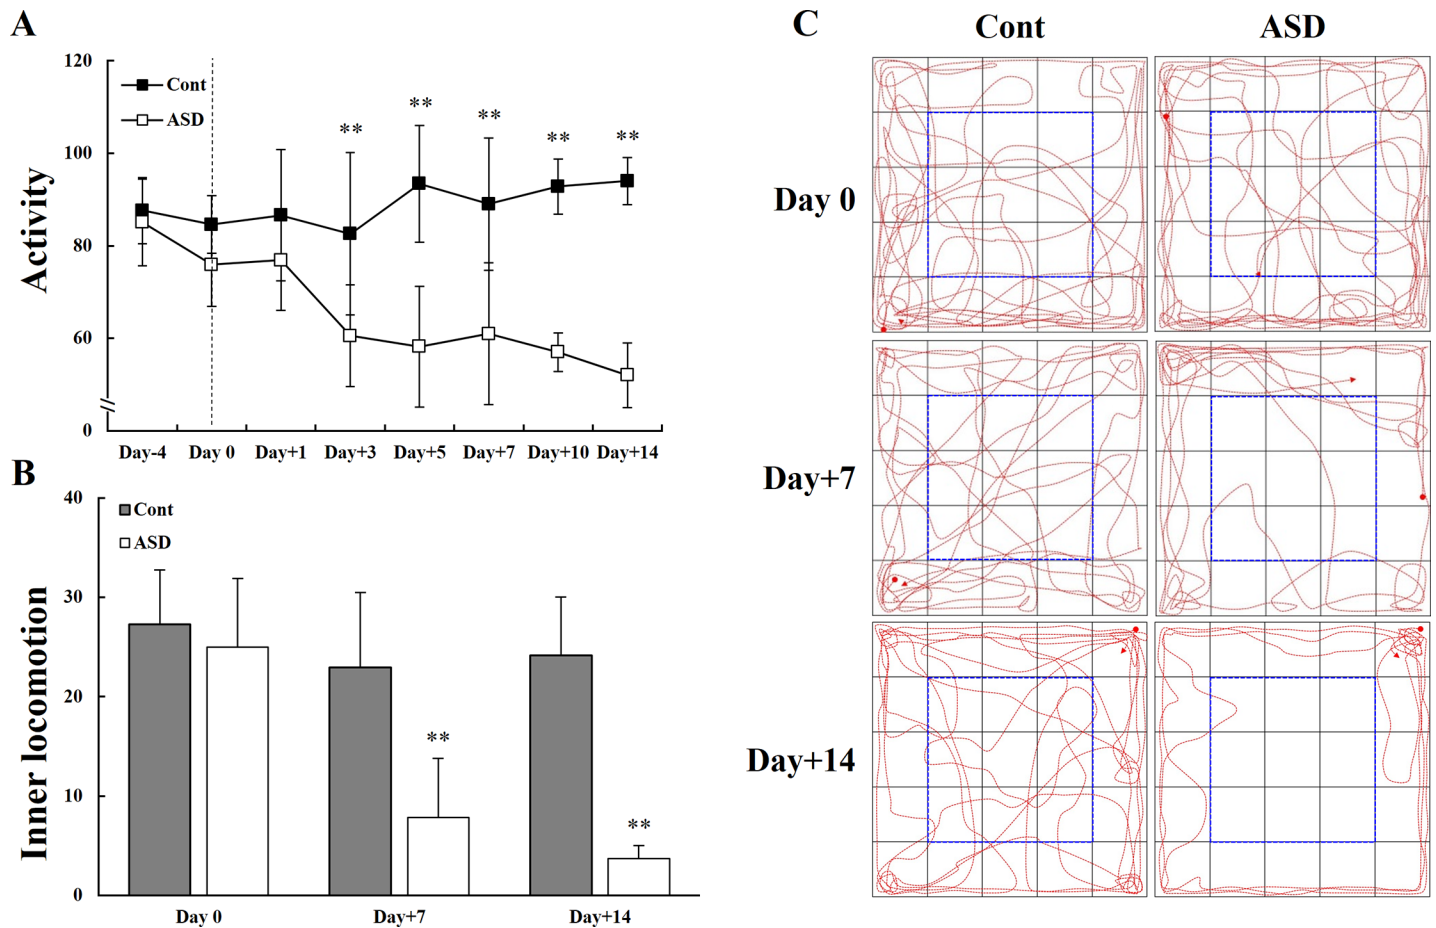 A
Activity
120
100
80
60
0
Cont
ASD
**
**
**
**
**
Day-4 Day 0 Day+1 Day+3 Day+5 Day+7 Day+10 Day+14
B
Inner locomotion
40
30
20
10
0
Cont
ASD
**
**
Day 0 Day+7 Day+14
C
Cont ASD
Day 0
Day+7
Day+14